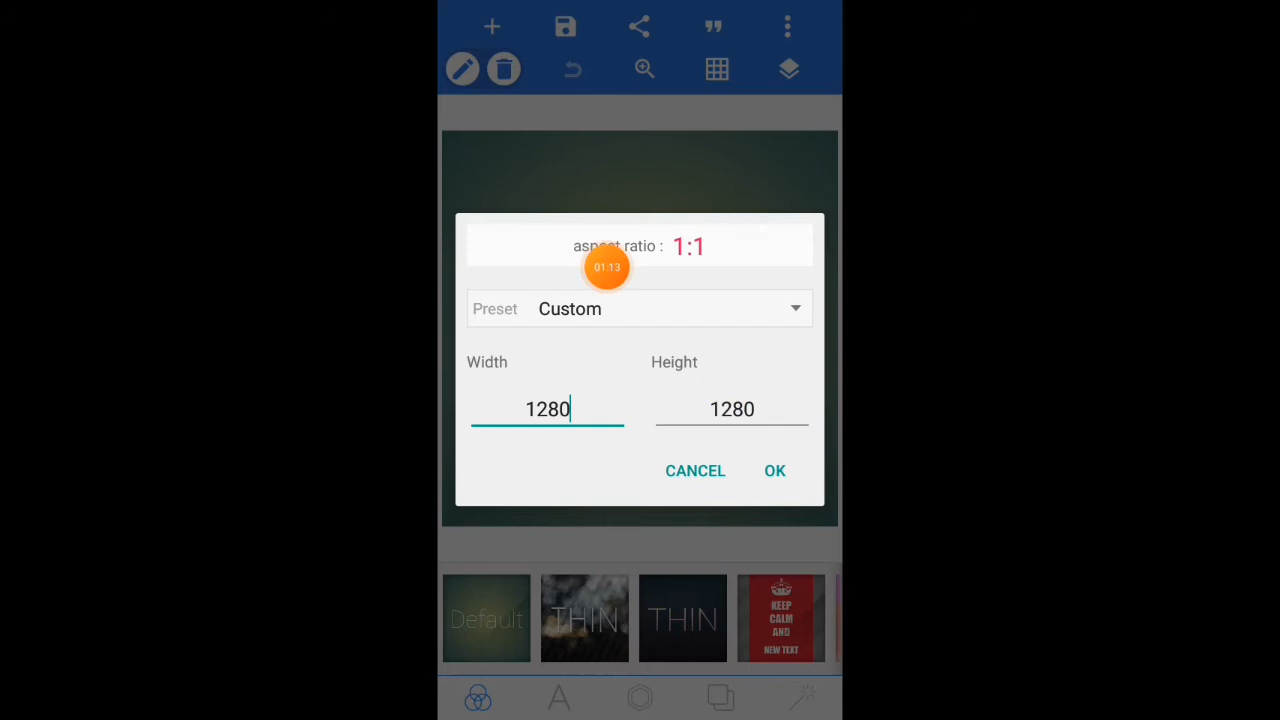 aspect ratio : 1:1
01:13
Preset Custom
Width Height
1280 1280
CANCEL OK
Default THIN THIN KEEP
CALM
AND
NEW TEXT
A